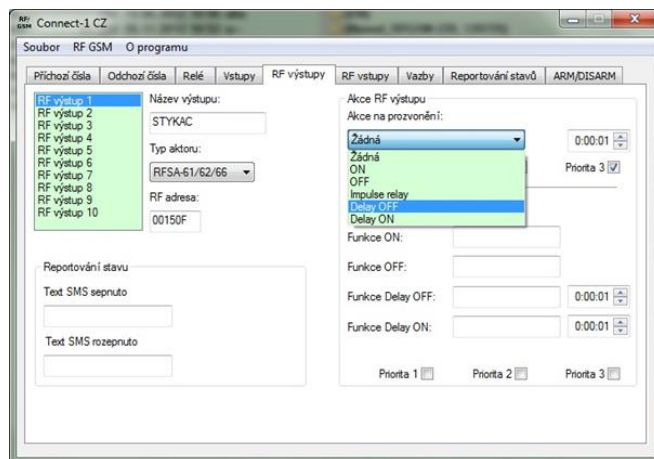 RF/GSM Connect-1 CZ
Soubor RF GSM O programu
Příchozí čísla Odchozí čísla Relé Vstupy RF výstupy RF vstupy Vazby Reportování stavů ARM/DISARM
RF výstup 1
RF výstup 2
RF výstup 3
RF výstup 4
RF výstup 5
RF výstup 6
RF výstup 7
RF výstup 8
RF výstup 9
RF výstup 10
Název výstupu:
STYKAC
Typ aktoru:
RFSA-61/62/66
RF adresa:
00150F
Reportování stavu
Text SMS sepnuto
Text SMS rozepnuto
Akce RF výstupu
Akce na prozvonění:
Žádná 0:00:01
Žádná
ON
OFF
Impulse relay
Delay OFF
Delay ON
Priorita 3
Funkce ON:
Funkce OFF:
Funkce Delay OFF: 0:00:01
Funkce Delay ON: 0:00:01
Priorita 1 Priorita 2 Priorita 3